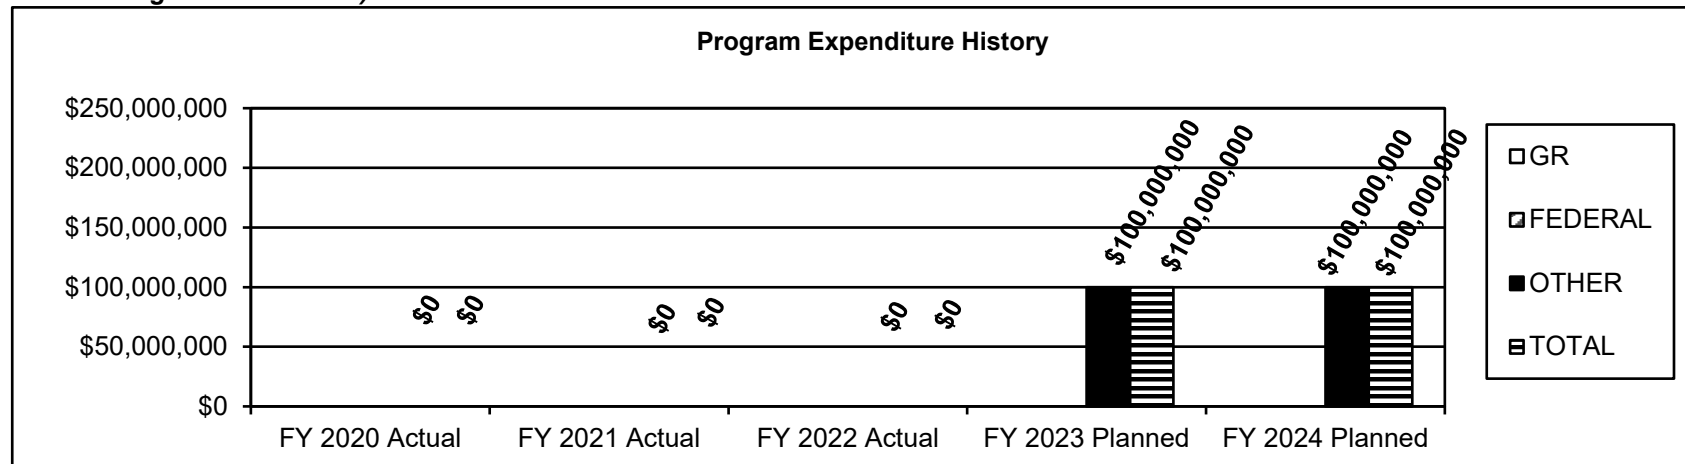 Program Expenditure History
$250,000,000
$200,000,000
$150,000,000
$100,000,000
$50,000,000
$0
$0
$0
$0
$0
$0
$0
$100,000,000
$100,000,000
$100,000,000
$100,000,000
FY 2020 Actual
FY 2021 Actual
FY 2022 Actual
FY 2023 Planned
FY 2024 Planned
GR
FEDERAL
OTHER
TOTAL